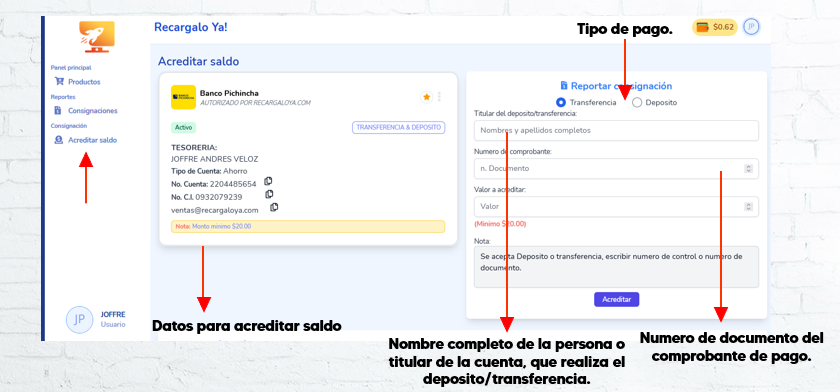 Recargalo Ya!
Tipo de pago.
$0.62
JP
Panel principal
Productos
Reportes
Consignaciones
Consignación
Acreditar saldo
Acreditar saldo
BANCO PICHINCHA
Banco Pichincha
AUTORIZADO POR RECARGALOYA.COM
Activo
TRANSFERENCIA & DEPOSITO
TESORERIA:
JOFFRE ANDRES VELOZ
Tipo de Cuenta: Ahorro
No. Cuenta: 2204485654
No. C.I. 0932079239
ventas@recargaloya.com
Nota: Monto minimo $20.00
Reportar consignación
Transferencia
Deposito
Titular del deposito/transferencia:
Nombres y apellidos completos
Numero de comprobante:
n. Documento
Valor a acreditar:
Valor
(Minimo $20.00)
Nota:
Se acepta Deposito o transferencia, escribir numero de control o numero de
documento.
Acreditar
JP
JOFFRE
Usuario
Datos para acreditar saldo
Nombre completo de la persona o
titular de la cuenta, que realiza el
deposito/transferencia.
Numero de documento del
comprobante de pago.